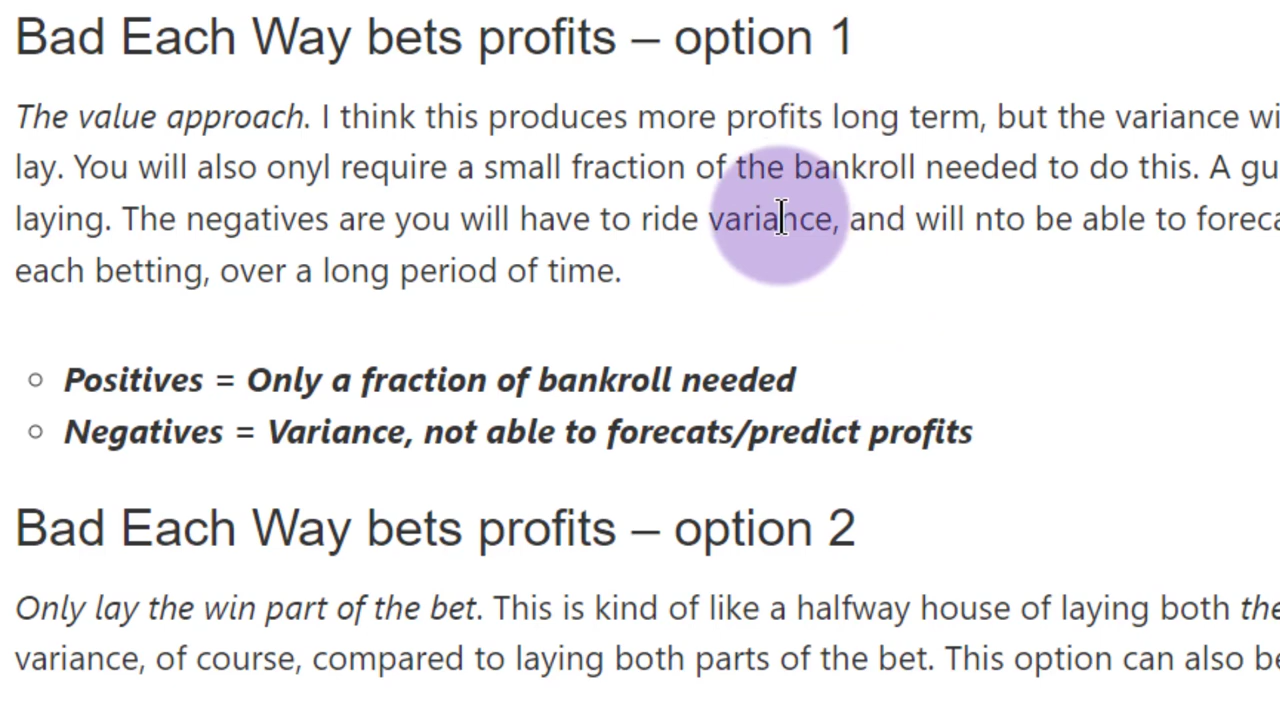 Bad Each Way bets profits – option 1
The value approach. I think this produces more profits long term, but the variance
lay. You will also onyl require a small fraction of the bankroll needed to do this. A
laying. The negatives are you will have to ride variance, and will nto be able to
each betting, over a long period of time.
Positives = Only a fraction of bankroll needed
Negatives = Variance, not able to forecats/predict profits
Bad Each Way bets profits – option 2
Only lay the win part of the bet. This is kind of like a halfway house of laying both the
variance, of course, compared to laying both parts of the bet. This option can also